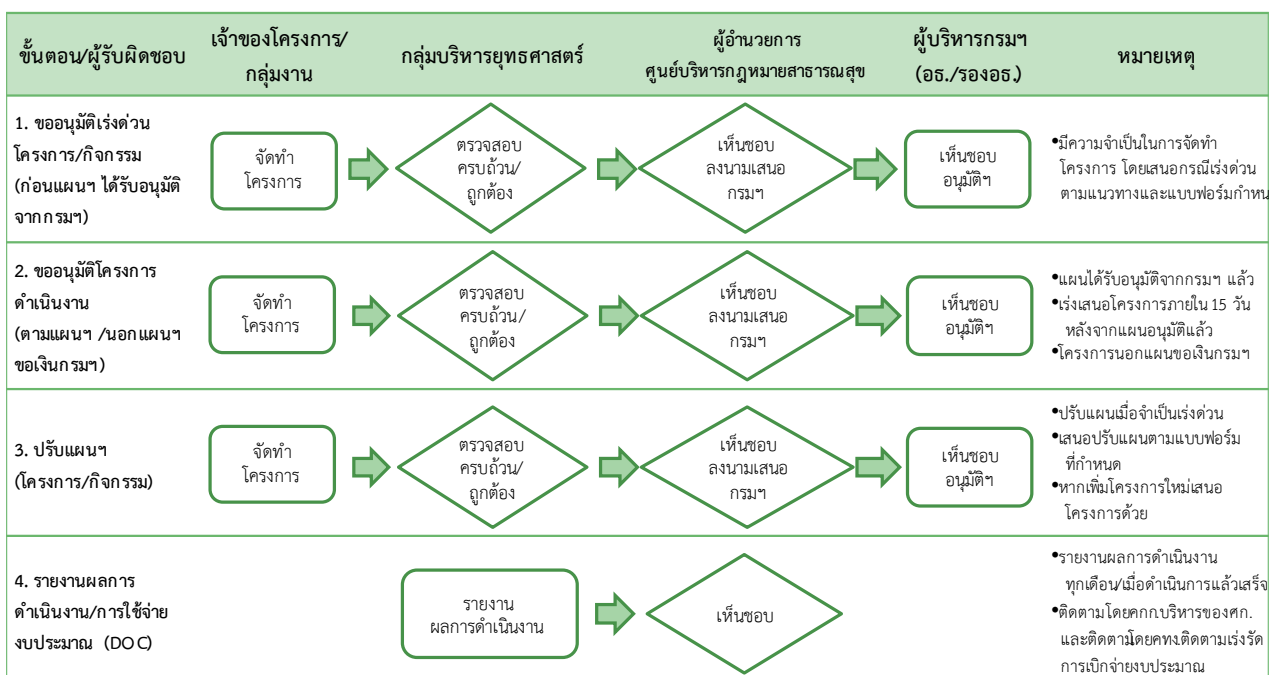 ขั้นตอน/ผู้รับผิดชอบ
เจ้าของโครงการ/
กลุ่มงาน
กลุ่มบริหารยุทธศาสตร์
ผู้อำนวยการ
ศูนย์บริหารกฎหมายสาธารณสุข
ผู้บริหารกรมฯ
(อธ./รองอธ.)
หมายเหตุ
1. ขออนุมัติเร่งด่วน
โครงการ/กิจกรรม
(ก่อนแผนฯ ได้รับอนุมัติ
จากกรมฯ)
จัดทำ
โครงการ
ตรวจสอบ
ครบถ้วน/
ถูกต้อง
เห็นชอบ
ลงนามเสนอ
กรมฯ
เห็นชอบ
อนุมัติฯ
•มีความจำเป็นในการจัดทำ
โครงการ โดยเสนอกรณีเร่งด่วน
ตามแนวทางและแบบฟอร์มกำหน
2. ขออนุมัติโครงการ
ดำเนินงาน
(ตามแผนฯ /นอกแผนฯ
ขอเงินกรมฯ)
จัดทำ
โครงการ
ตรวจสอบ
ครบถ้วน/
ถูกต้อง
เห็นชอบ
ลงนามเสนอ
กรมฯ
เห็นชอบ
อนุมัติฯ
•แผนได้รับอนุมัติจากกรมฯ แล้ว
•เร่งเสนอโครงการภายใน 15 วัน
หลังจากแผนอนุมัติแล้ว
•โครงการนอกแผนขอเงินกรมฯ
3. ปรับแผนฯ
(โครงการ/กิจกรรม)
จัดทำ
โครงการ
ตรวจสอบ
ครบถ้วน/
ถูกต้อง
เห็นชอบ
ลงนามเสนอ
กรมฯ
เห็นชอบ
อนุมัติฯ
•ปรับแผนเมื่อจำเป็นเร่งด่วน
•เสนอปรับแผนตามแบบฟอร์ม
ที่กำหนด
•หากเพิ่มโครงการใหม่เสนอ
โครงการด้วย
4. รายงานผลการ
ดำเนินงาน/การใช้จ่าย
งบประมาณ (DOC)
รายงาน
ผลการดำเนินงาน
เห็นชอบ
•รายงานผลการดำเนินงาน
ทุกเดือน/เมื่อดำเนินการแล้วเสร็จ
•ติดตามโดยคกก.บริหารของศก.
และติดตามโดยคทง.ติดตามเร่งรัด
การเบิกจ่ายงบประมาณ